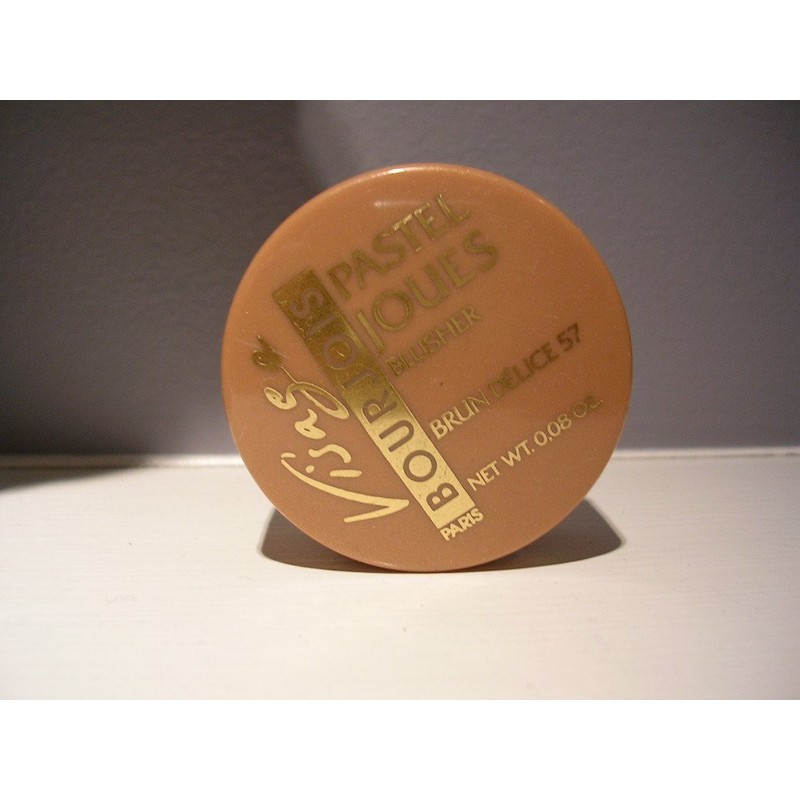 Visage
BOURJOIS
PARIS
PASTEL
JOUES
BLUSHER
BRUN DÉLICE 57
NET WT. 0.08 OZ.